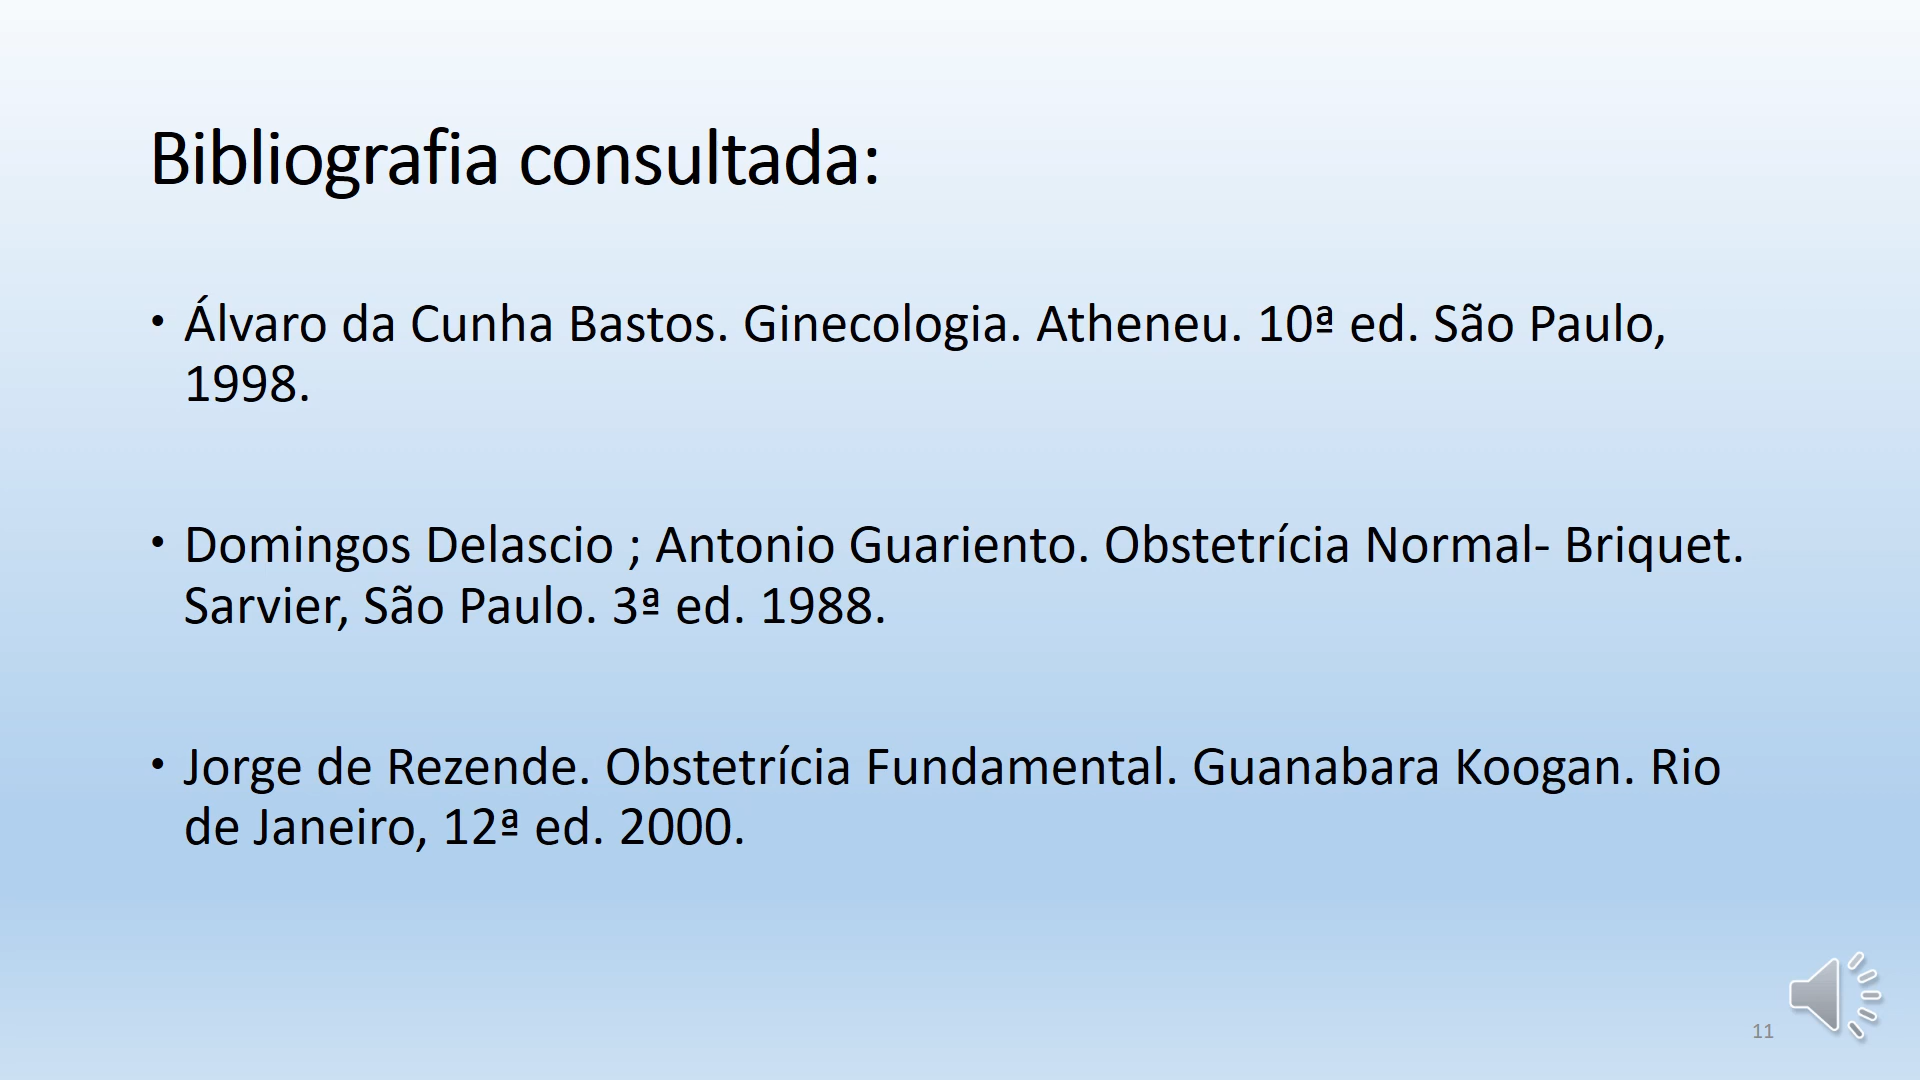 Bibliografia consultada:
• Álvaro da Cunha Bastos. Ginecologia. Atheneu. 10ª ed. São Paulo,
1998.
• Domingos Delascio ; Antonio Guariento. Obstetrícia Normal- Briquet.
Sarvier, São Paulo. 3ª ed. 1988.
• Jorge de Rezende. Obstetrícia Fundamental. Guanabara Koogan. Rio
de Janeiro, 12ª ed. 2000.
11